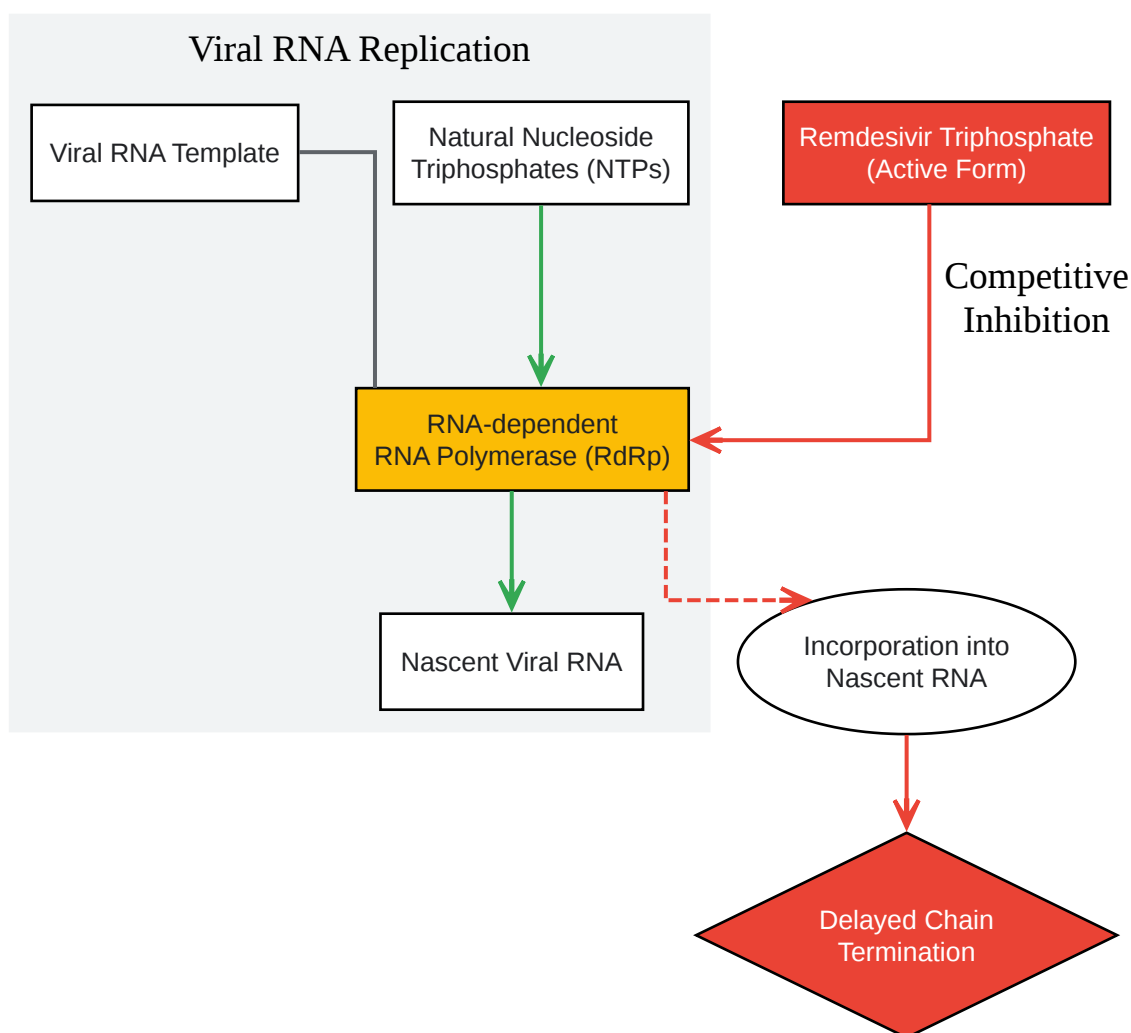 Viral RNA Replication
Viral RNA Template
Natural Nucleoside
Triphosphates (NTPs)
Remdesivir Triphosphate
(Active Form)
Competitive
Inhibition
RNA-dependent
RNA Polymerase (RdRp)
Nascent Viral RNA
Incorporation into
Nascent RNA
Delayed Chain
Termination